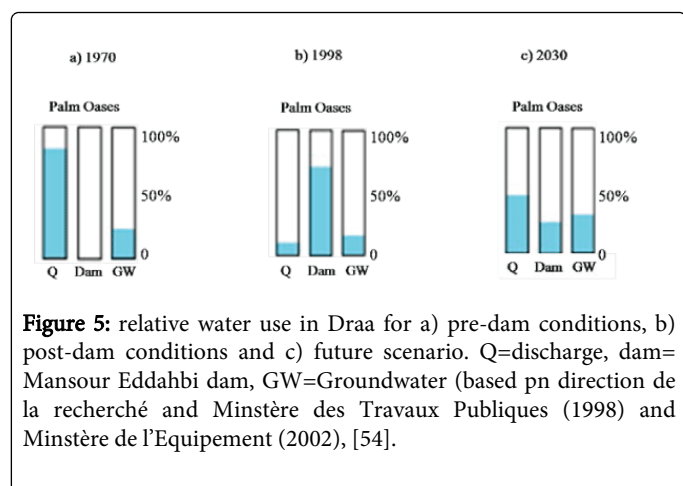 a) 1970 b) 1998 c) 2030
Palm Oases Palm Oases Palm Oases
100% 100% 100%
50% 50% 50%
0 0 0
Q Dam GW Q Dam GW Q Dam GW
Figure 5: relative water use in Draa for a) pre-dam conditions, b)
post-dam conditions and c) future scenario. Q=discharge, dam=
Mansour Eddahbi dam, GW=Groundwater (based pn direction de
la recherché and Minstère des Travaux Publiques (1998) and
Minstère de l'Equipement (2002), [54].